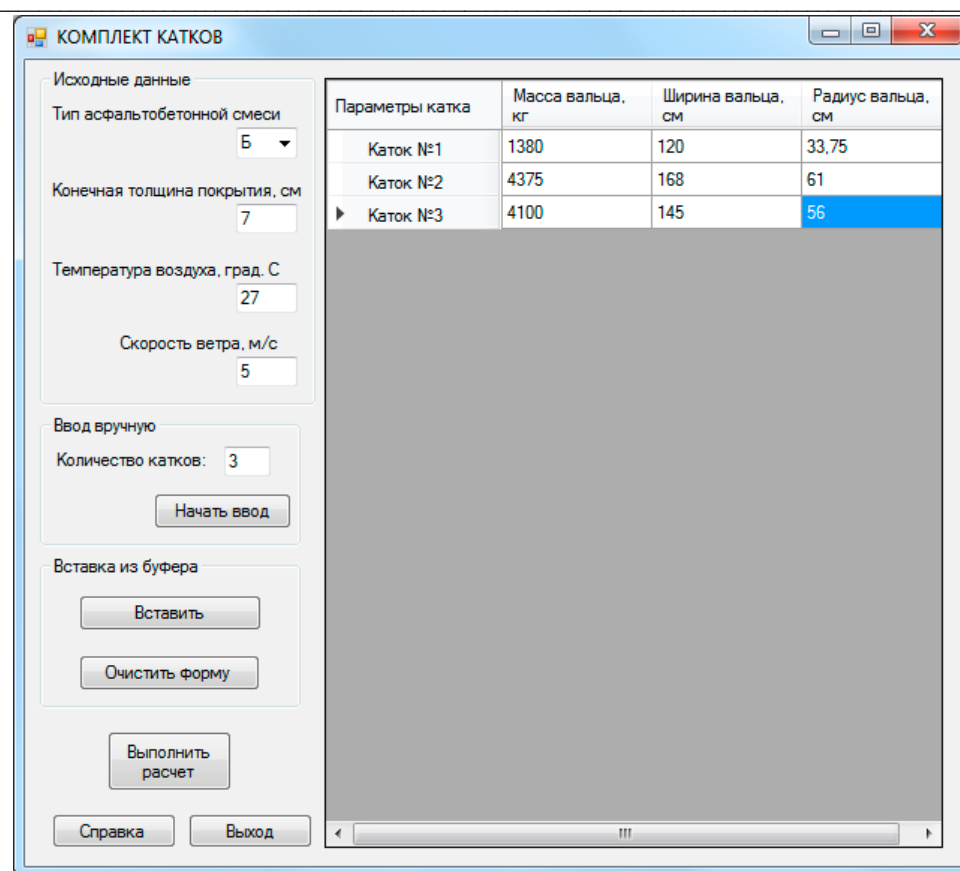 КОМПЛЕКТ КАТКОВ
Исходные данные
Тип асфальтобетонной смеси
Б
Конечная толщина покрытия, см
7
Температура воздуха, град. С
27
Скорость ветра, м/с
5
Ввод вручную
Количество катков: 3
Начать ввод
Вставка из буфера
Вставить
Очистить форму
Выполнить
расчет
Справка Выход
Параметры катка Масса вальца, кг Ширина вальца, см Радиус вальца, см
Каток №1 1380 120 33,75
Каток №2 4375 168 61
Каток №3 4100 145 56